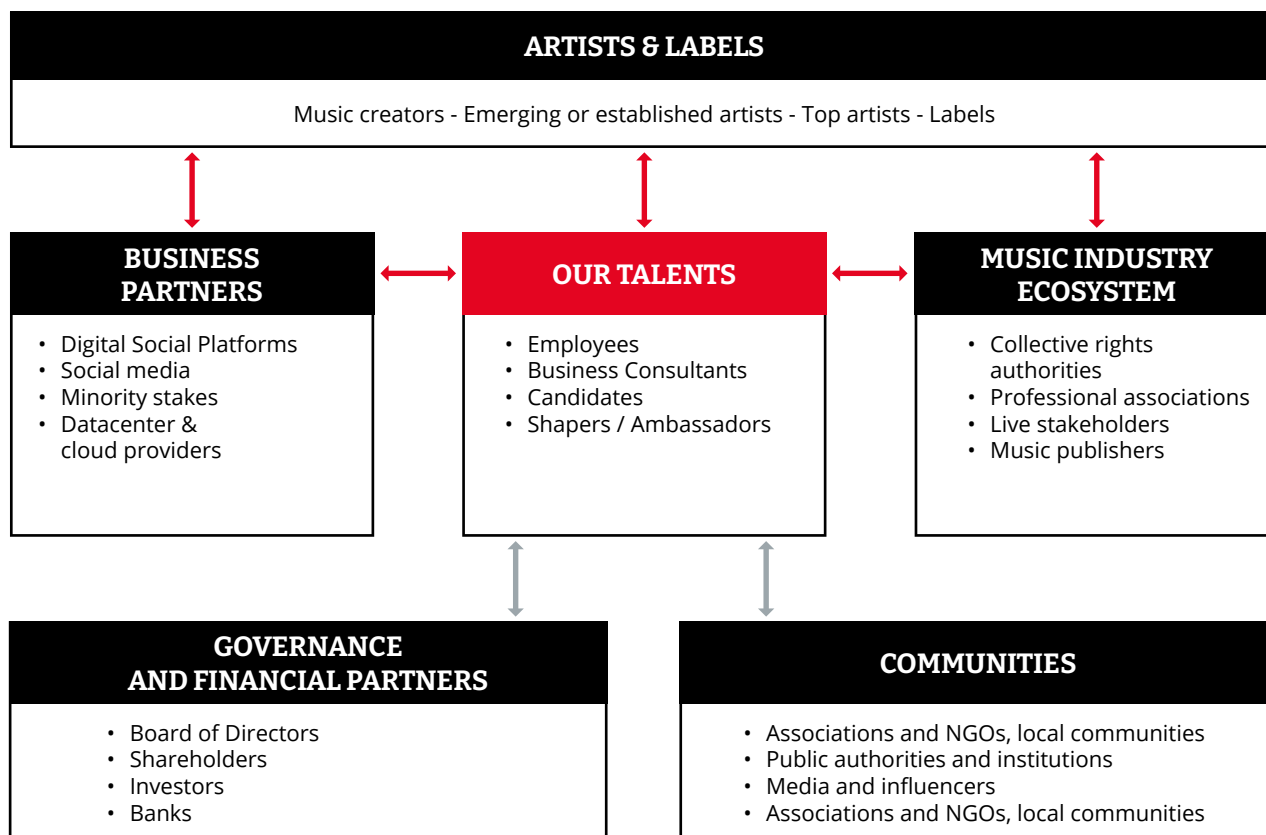 ARTISTS & LABELS
Music creators - Emerging or established artists - Top artists - Labels
BUSINESS
PARTNERS
• Digital Social Platforms
• Social media
• Minority stakes
• Datacenter &
cloud providers
OUR TALENTS
• Employees
• Business Consultants
• Candidates
• Shapers / Ambassadors
MUSIC INDUSTRY
ECOSYSTEM
• Collective rights
authorities
• Professional associations
• Live stakeholders
• Music publishers
GOVERNANCE
AND FINANCIAL PARTNERS
• Board of Directors
• Shareholders
• Investors
• Banks
COMMUNITIES
• Associations and NGOs, local communities
• Public authorities and institutions
• Media and influencers
• Associations and NGOs, local communities